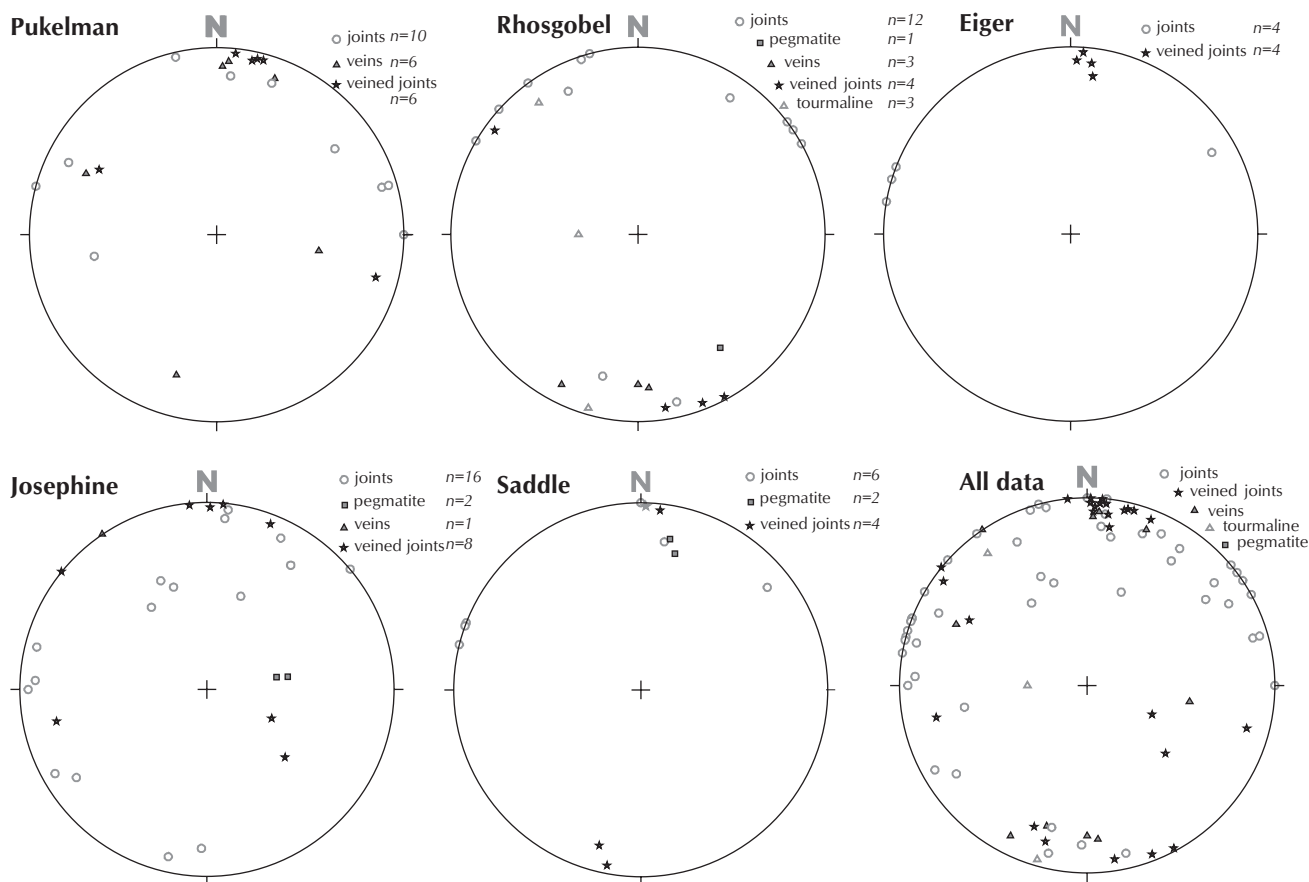 Pukelman
N
joints n=10
veins n=6
veined joints
n=6
Rhosgobel
N
joints n=12
pegmatite n=1
veins n=3
veined joints n=4
tourmaline n=3
Eiger
N
joints n=4
veined joints n=4
Josephine
N
joints n=16
pegmatite n=2
veins n=1
veined joints n=8
Saddle
N
joints n=6
pegmatite n=2
veined joints n=4
All data
N
joints
veined joints
veins
tourmaline
pegmatite